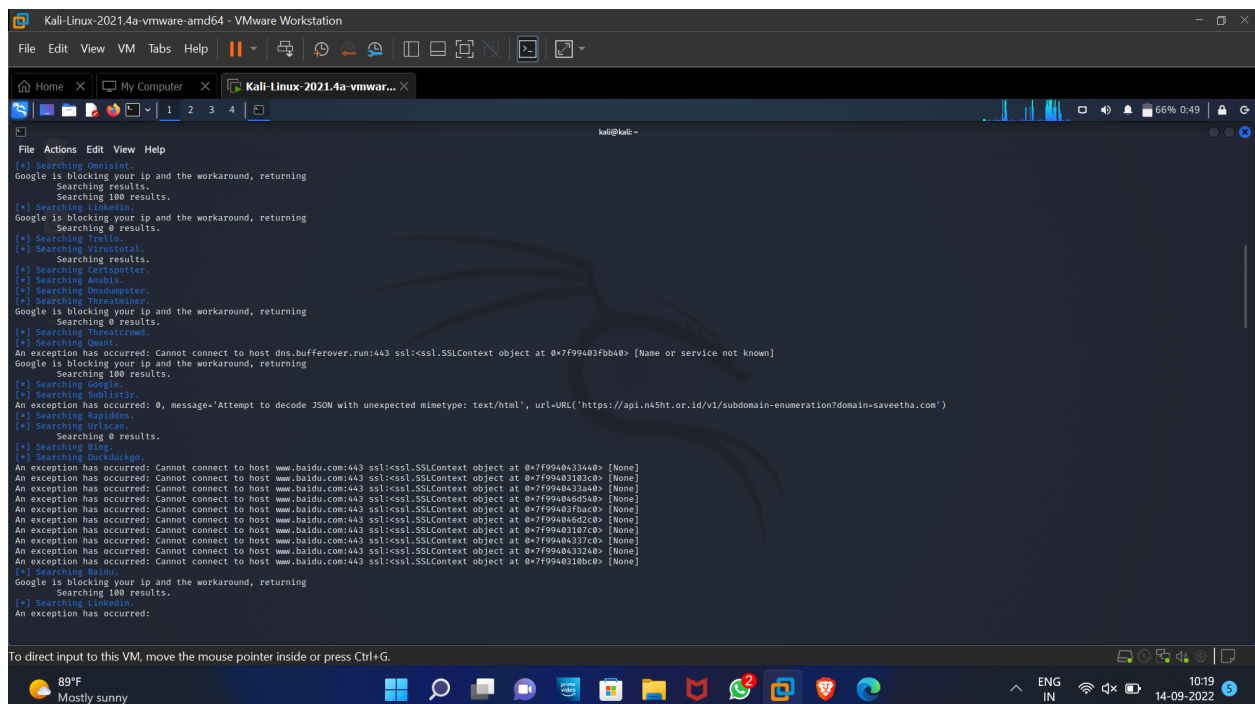 Kali-Linux-2021.4a-vmware-amd64 - VMware Workstation
File Edit View VM Tabs Help
Home My Computer Kali-Linux-2021.4a-vmwar...
1 2 3 4 66% 0:49
kali@kali: ~
File Actions Edit View Help
[*] Searching Omnisint.
Google is blocking your ip and the workaround, returning
Searching results.
Searching 100 results.
[*] Searching Linkedin.
Google is blocking your ip and the workaround, returning
Searching 0 results.
[*] Searching Trello.
[*] Searching Virustotal.
Searching results.
[*] Searching Certspotter.
[*] Searching Anubis.
[*] Searching Dnsdumpster.
[*] Searching Threatminer.
Google is blocking your ip and the workaround, returning
Searching 0 results.
[*] Searching Threatcrowd.
[*] Searching Qwant.
An exception has occurred: Cannot connect to host dns.bufferover.run:443 ssl:<ssl.SSLContext object at 0×7f99403fbb40> [Name or service not known]
Google is blocking your ip and the workaround, returning
Searching 100 results.
[*] Searching Google.
[*] Searching Sublist3r.
An exception has occurred: 0, message='Attempt to decode JSON with unexpected mimetype: text/html', url=URL('https://api.n45ht.or.id/v1/subdomain-enumeration?domain=saveetha.com')
[*] Searching Rapiddns.
[*] Searching Urlscan.
Searching 0 results.
[*] Searching Bing.
[*] Searching Duckduckgo.
An exception has occurred: Cannot connect to host www.baidu.com:443 ssl:<ssl.SSLContext object at 0×7f9940433440> [None]
An exception has occurred: Cannot connect to host www.baidu.com:443 ssl:<ssl.SSLContext object at 0×7f99403103c0> [None]
An exception has occurred: Cannot connect to host www.baidu.com:443 ssl:<ssl.SSLContext object at 0×7f9940433a40> [None]
An exception has occurred: Cannot connect to host www.baidu.com:443 ssl:<ssl.SSLContext object at 0×7f994046d540> [None]
An exception has occurred: Cannot connect to host www.baidu.com:443 ssl:<ssl.SSLContext object at 0×7f99403fbac0> [None]
An exception has occurred: Cannot connect to host www.baidu.com:443 ssl:<ssl.SSLContext object at 0×7f994046d2c0> [None]
An exception has occurred: Cannot connect to host www.baidu.com:443 ssl:<ssl.SSLContext object at 0×7f99403107c0> [None]
An exception has occurred: Cannot connect to host www.baidu.com:443 ssl:<ssl.SSLContext object at 0×7f99404337c0> [None]
An exception has occurred: Cannot connect to host www.baidu.com:443 ssl:<ssl.SSLContext object at 0×7f9940433240> [None]
An exception has occurred: Cannot connect to host www.baidu.com:443 ssl:<ssl.SSLContext object at 0×7f9940310bc0> [None]
[*] Searching Baidu.
Google is blocking your ip and the workaround, returning
Searching 100 results.
[*] Searching Linkedin.
An exception has occurred:
To direct input to this VM, move the mouse pointer inside or press Ctrl+G.
89°F
Mostly sunny
prime video
2
ENG
IN
10:19
14-09-2022
5